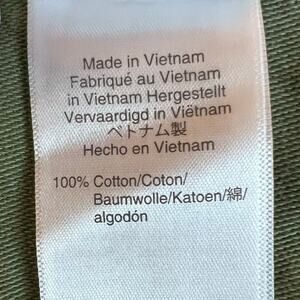 Made in Vietnam
Fabriqué au Vietnam
in Vietnam Hergestellt
Vervaardigd in Viëtnam
ベトナム製
Hecho en Vietnam
100% Cotton/Coton/
Baumwolle/Katoen/綿/
algodón